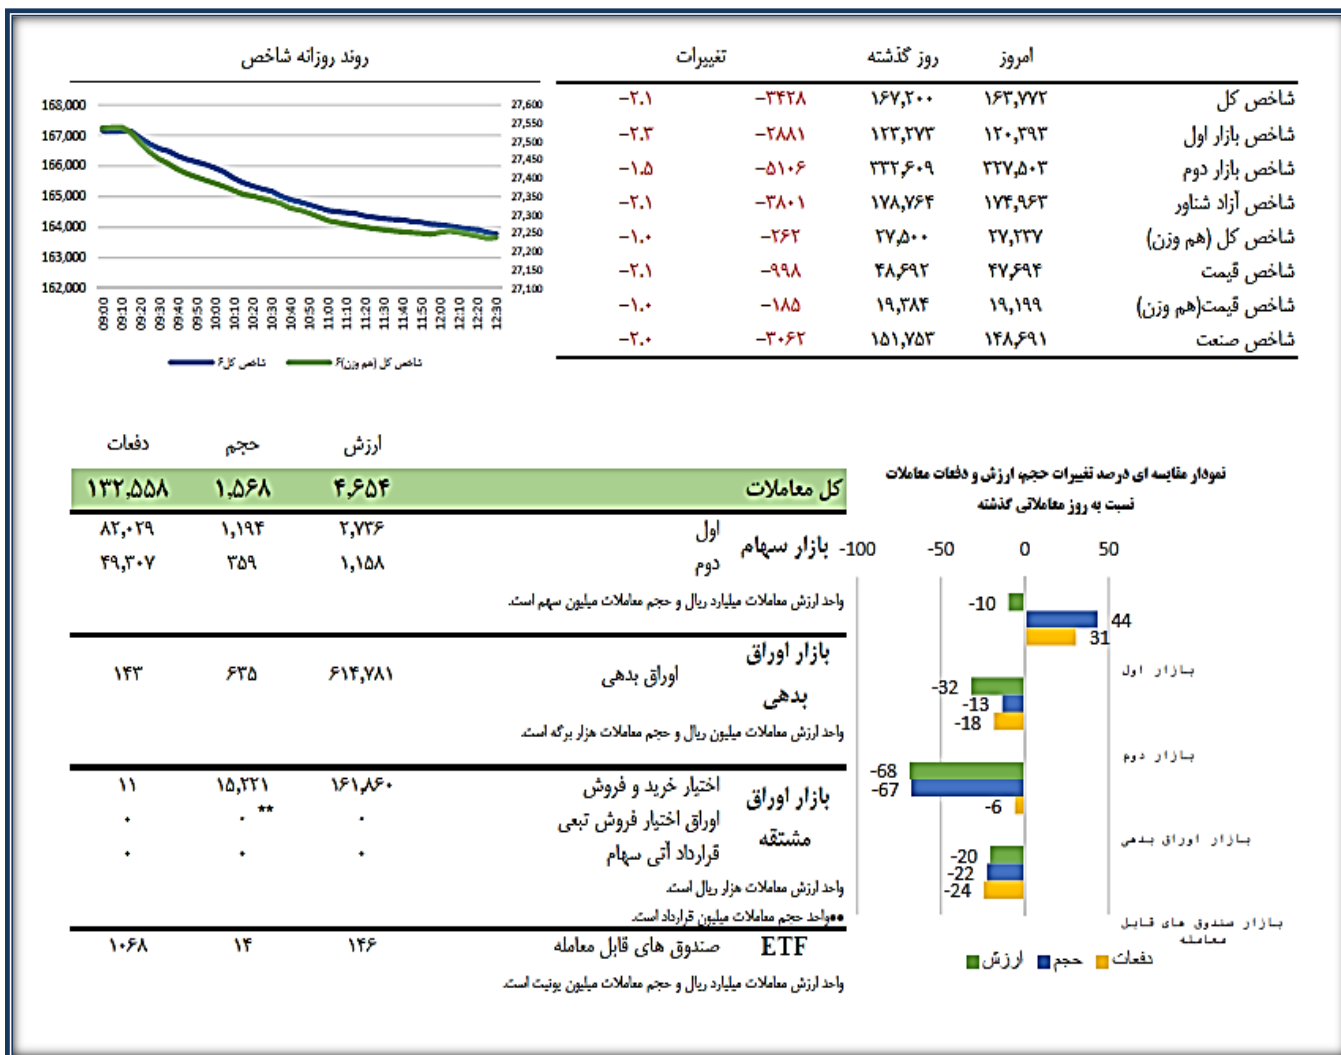 امروز روز گذشته تغییرات
شاخص کل ۱۶۳,۷۷۲ ۱۶۷,۲۰۰ -۳۴۲۸ -۲.۱
شاخص بازار اول ۱۲۰,۳۹۳ ۱۲۳,۲۷۳ -۲۸۸۱ -۲.۳
شاخص بازار دوم ۳۲۷,۵۰۳ ۳۳۲,۶۰۹ -۵۱۰۶ -۱.۵
شاخص آزاد شناور ۱۷۴,۹۶۳ ۱۷۸,۷۶۴ -۳۸۰۱ -۲.۱
شاخص کل (هم وزن) ۲۷,۲۳۷ ۲۷,۵۰۰ -۲۶۲ -۱.۰
شاخص قیمت ۴۷,۶۹۴ ۴۸,۶۹۲ -۹۹۸ -۲.۱
شاخص قیمت(هم وزن) ۱۹,۱۹۹ ۱۹,۳۸۴ -۱۸۵ -۱.۰
شاخص صنعت ۱۴۸,۶۹۱ ۱۵۱,۷۵۳ -۳۰۶۲ -۲.۰
روند روزانه شاخص
168,000 27,600
167,000 27,550
166,000 27,500
165,000 27,450
164,000 27,400
163,000 27,350
162,000 27,300
27,250
27,200
27,150
27,100
09:00 09:10 09:20 09:30 09:40 09:50 10:00 10:10 10:20 10:30 10:40 10:50 11:00 11:10 11:20 11:30 11:40 11:50 12:00 12:10 12:20 12:30
شاخص کل۶ شاخص کل (هم وزن)۶
نمودار مقایسه ای درصد تغییرات حجم، ارزش و دفعات معاملات
نسبت به روز معاملاتی گذشته
-100 -50 0 50
-10
44
31
بازار اول
-32
-13
-18
بازار دوم
-68
-67
-6
بازار اوراق بدهی
-20
-22
-24
بازار صندوق های قابل
معامله
دفعات حجم ارزش
ارزش حجم دفعات
کل معاملات ۴,۶۵۴ ۱,۵۶۸ ۱۳۲,۵۵۸
بازار سهام
اول ۲,۷۳۶ ۱,۱۹۴ ۸۲,۰۲۹
دوم ۱,۱۵۸ ۳۵۹ ۴۹,۳۰۷
واحد ارزش معاملات میلیارد ریال و حجم معاملات میلیون سهم است.
بازار اوراق
بدهی
اوراق بدهی ۶۱۴,۷۸۱ ۶۳۵ ۱۴۳
واحد ارزش معاملات میلیون ریال و حجم معاملات هزار برگه است.
بازار اوراق
مشتقه
اختیار خرید و فروش ۱۶۱,۸۶۰ ۱۵,۲۲۱ ۱۱
اوراق اختیار فروش تبعی ۰ ۰** ۰
قرارداد آتی سهام ۰ ۰ ۰
واحد ارزش معاملات هزار ریال است.
**واحد حجم معاملات میلیون قرارداد است.
ETF صندوق های قابل معامله ۱۴۶ ۱۴ ۱۰۶۸
واحد ارزش معاملات میلیارد ریال و حجم معاملات میلیون یونیت است.